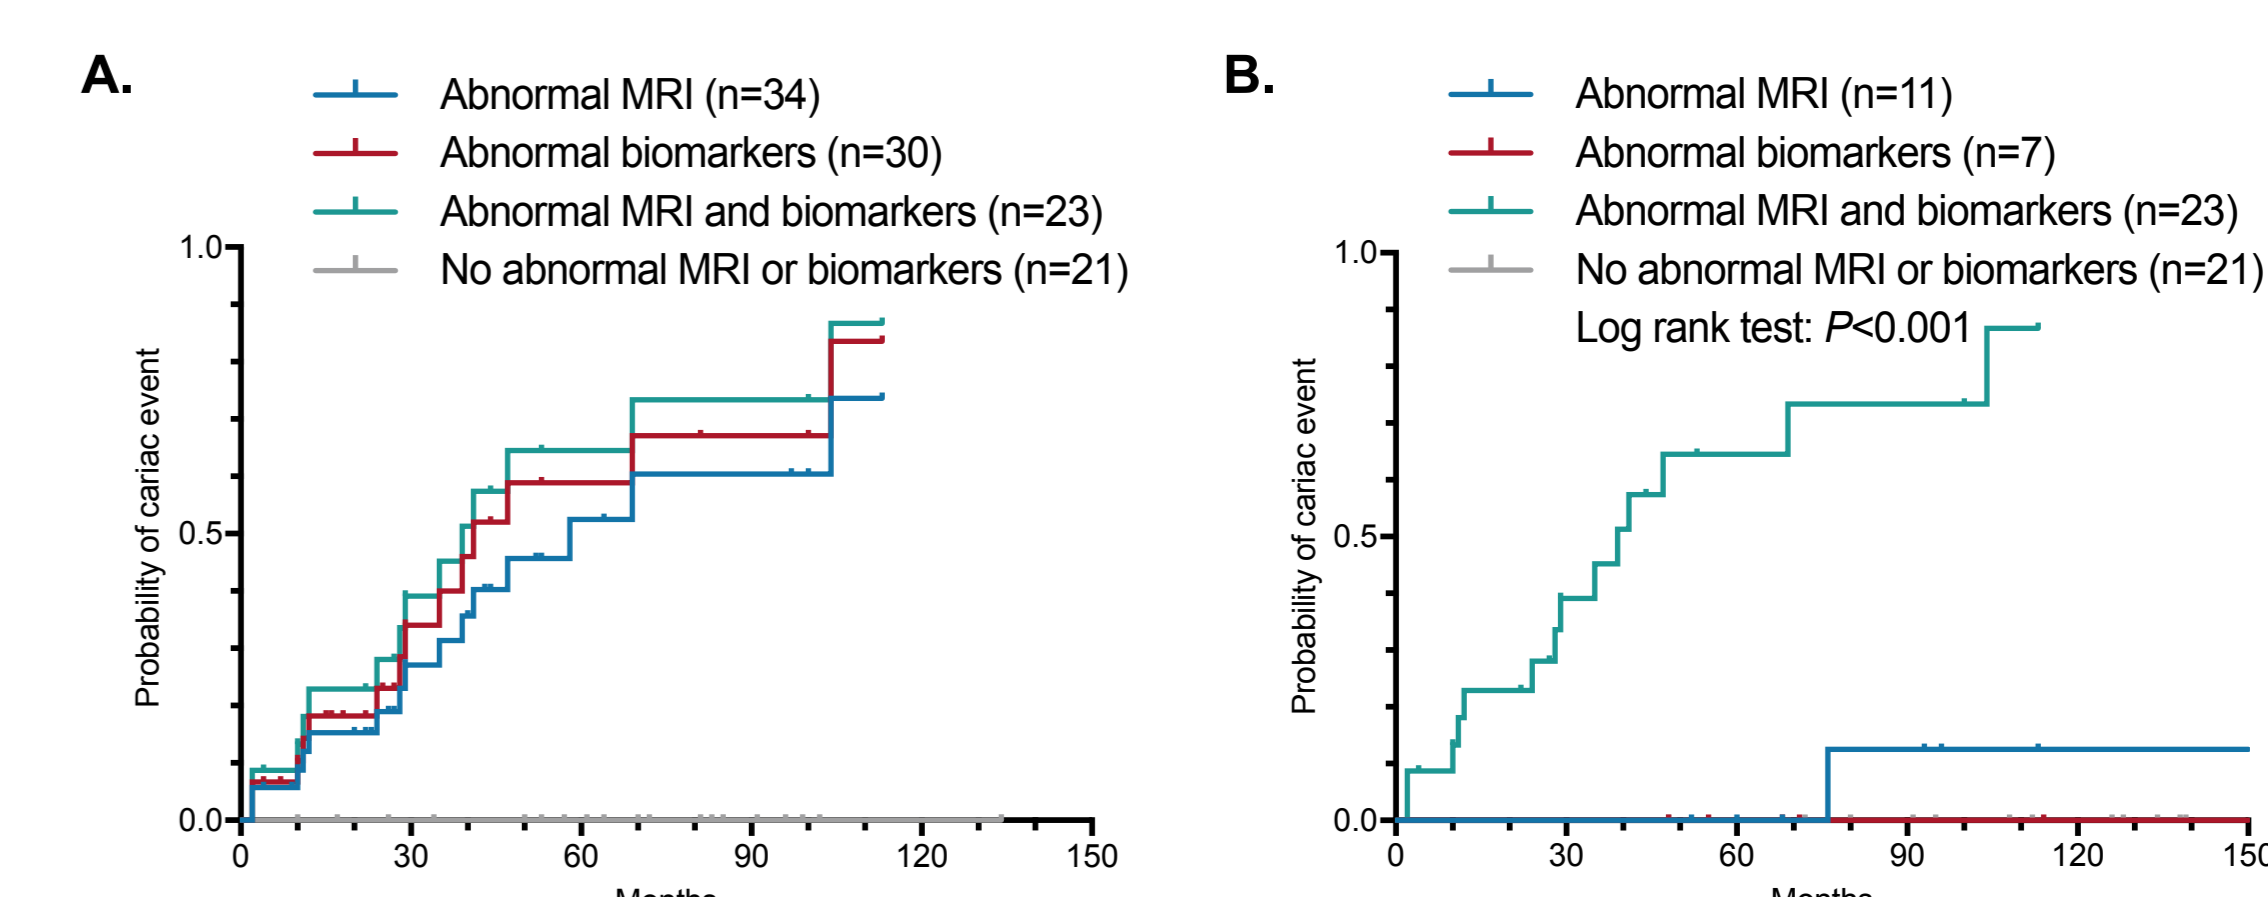 A.
Abnormal MRI (n=34)
Abnormal biomarkers (n=30)
Abnormal MRI and biomarkers (n=23)
No abnormal MRI or biomarkers (n=21)
1.0
0.5
0.0
Probability of cariac event
0 30 60 90 120 150
Months
B.
Abnormal MRI (n=11)
Abnormal biomarkers (n=7)
Abnormal MRI and biomarkers (n=23)
No abnormal MRI or biomarkers (n=21)
Log rank test: P<0.001
1.0
0.5
0.0
Probability of cariac event
0 30 60 90 120 150
Months